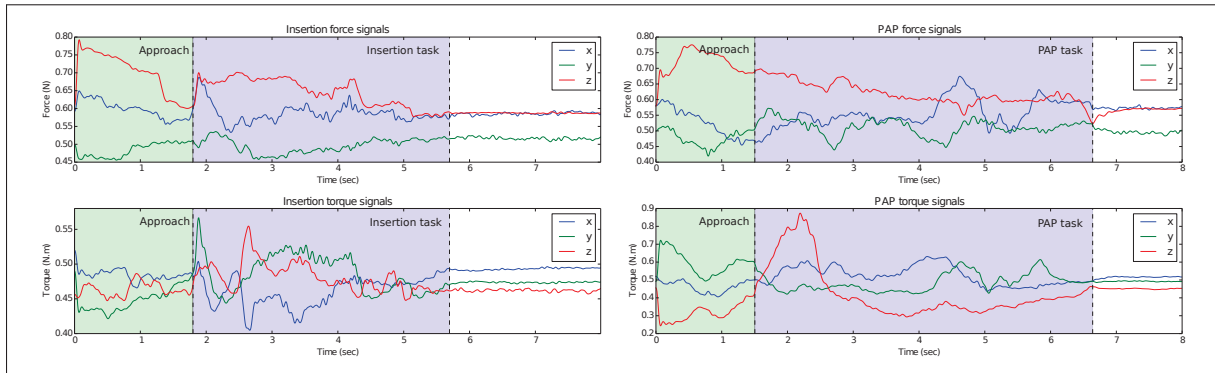 Insertion force signals
Approach
Insertion task
x
y
z
Force (N)
0.80
0.75
0.70
0.65
0.60
0.55
0.50
0.45
0 1 2 3 4 5 6 7
Time (sec)
PAP force signals
Approach
PAP task
x
y
z
Force (N)
0.80
0.75
0.70
0.65
0.60
0.55
0.50
0.45
0.40
0 1 2 3 4 5 6 7 8
Time (sec)
Insertion torque signals
Approach
Insertion task
x
y
z
Torque (N.m)
0.55
0.50
0.45
0.40
0 1 2 3 4 5 6 7
Time (sec)
PAP torque signals
Approach
PAP task
x
y
z
Torque (N.m)
0.9
0.8
0.7
0.6
0.5
0.4
0.3
0.2
0 1 2 3 4 5 6 7 8
Time (sec)